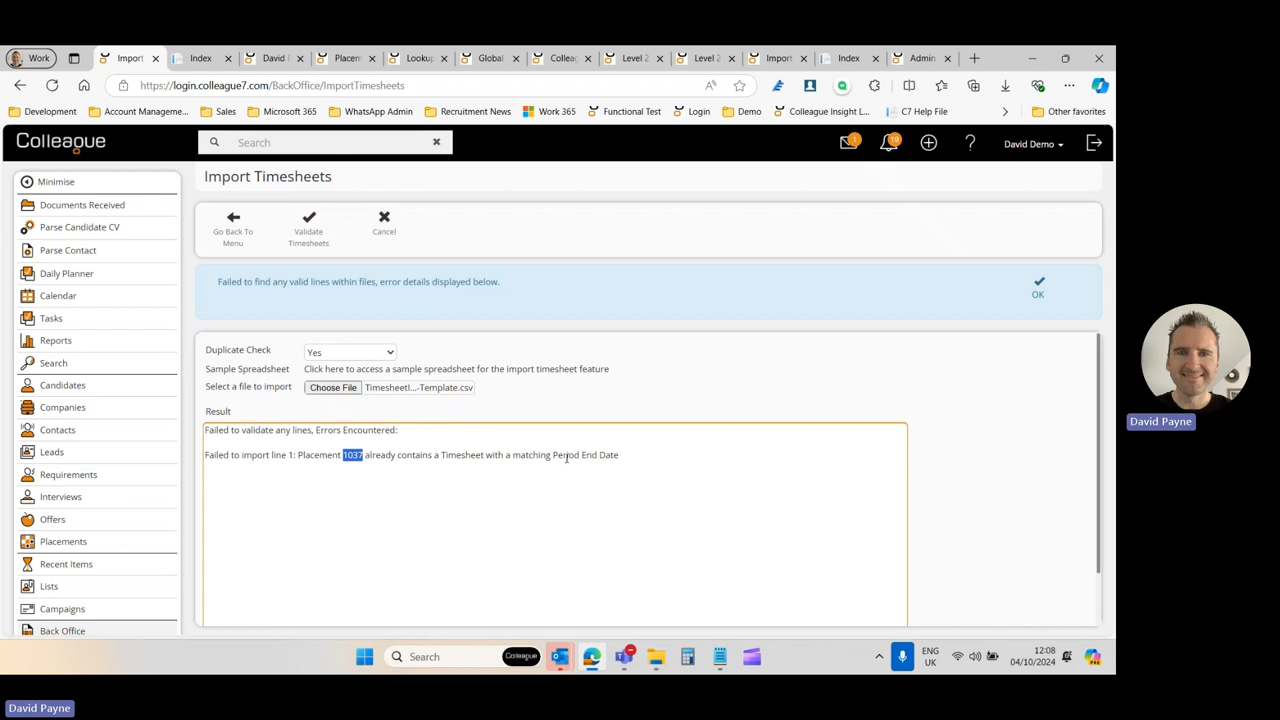 Work
Import
Index
David
Placem
Lookup
Global
Colleag
Level 2
Level 2
Import
Index
Admin
https://login.colleague7.com/BackOffice/ImportTimesheets
Development
Account Manageme...
Sales
Microsoft 365
WhatsApp Admin
Recruitment News
Work 365
Functional Test
Login
Demo
Colleague Insight L...
C7 Help File
Other favorites
Colleague
Search
1
19
David Demo
Minimise
Documents Received
Parse Candidate CV
Parse Contact
Daily Planner
Calendar
Tasks
Reports
Search
Candidates
Companies
Contacts
Leads
Requirements
Interviews
Offers
Placements
Recent Items
Lists
Campaigns
Back Office
Import Timesheets
Go Back To
Menu
Validate
Timesheets
Cancel
Failed to find any valid lines within files, error details displayed below.
OK
Duplicate Check
Yes
Sample Spreadsheet
Click here to access a sample spreadsheet for the import timesheet feature
Select a file to import
Choose File
TimesheetI...-Template.csv
Result
Failed to validate any lines, Errors Encountered:
Failed to import line 1: Placement 1037 already contains a Timesheet with a matching Period End Date
David Payne
Search
Colleague
ENG
UK
12:08
04/10/2024
David Payne